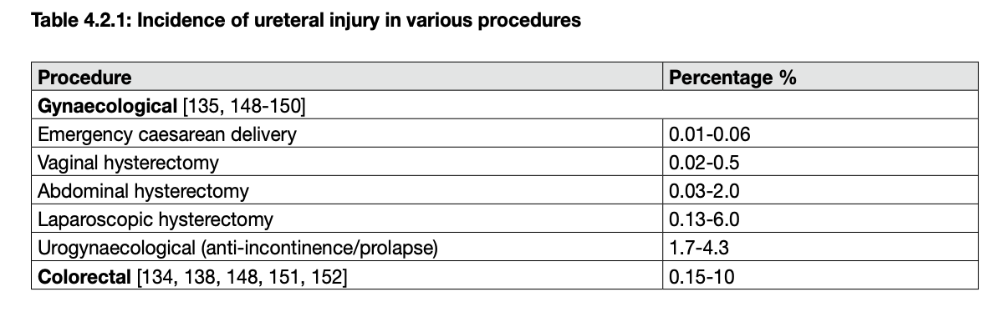 Table 4.2.1: Incidence of ureteral injury in various procedures
Procedure Percentage %
Gynaecological [135, 148-150]
Emergency caesarean delivery 0.01-0.06
Vaginal hysterectomy 0.02-0.5
Abdominal hysterectomy 0.03-2.0
Laparoscopic hysterectomy 0.13-6.0
Urogynaecological (anti-incontinence/prolapse) 1.7-4.3
Colorectal [134, 138, 148, 151, 152] 0.15-10